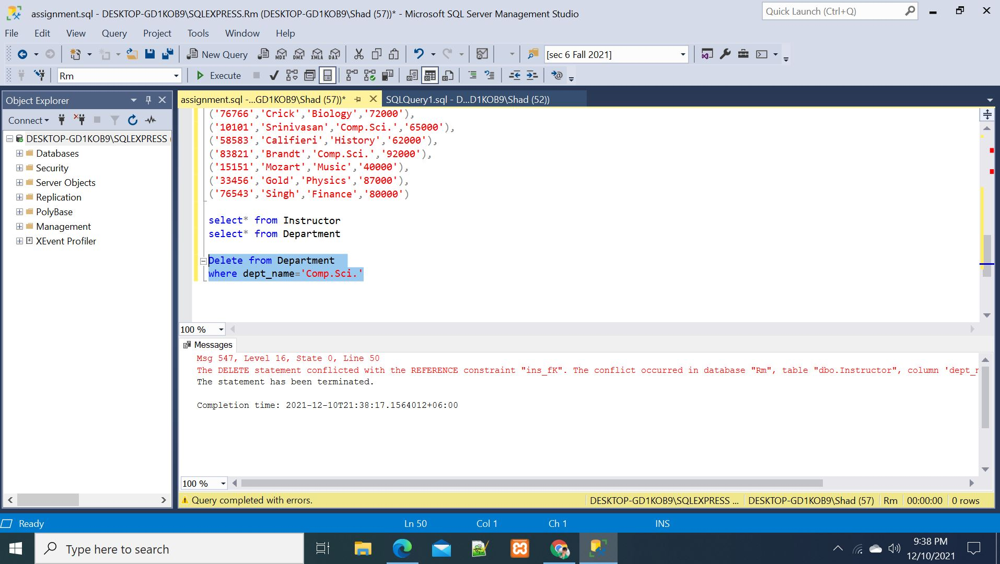 assignment.sql - DESKTOP-GD1KOB9\SQLEXPRESS.Rm (DESKTOP-GD1KOB9\Shad (57))* - Microsoft SQL Server Management Studio
Quick Launch (Ctrl+Q)
File Edit View Query Project Tools Window Help
New Query MDX DMX XMLA DAX [sec 6 Fall 2021]
Rm Execute
Object Explorer
Connect
DESKTOP-GD1KOB9\SQLEXPRESS (
Databases
Security
Server Objects
Replication
PolyBase
Management
XEvent Profiler
assignment.sql -...GD1KOB9\Shad (57))* SQLQuery1.sql - D...D1KOB9\Shad (52))
('76766','Crick','Biology','72000'),
('10101','Srinivasan','Comp.Sci.','65000'),
('58583','Califieri','History','62000'),
('83821','Brandt','Comp.Sci.','92000'),
('15151','Mozart','Music','40000'),
('33456','Gold','Physics','87000'),
('76543','Singh','Finance','80000')
select* from Instructor
select* from Department
Delete from Department
where dept_name='Comp.Sci.'
100 %
Messages
Msg 547, Level 16, State 0, Line 50
The DELETE statement conflicted with the REFERENCE constraint "ins_fK". The conflict occurred in database "Rm", table "dbo.Instructor", column 'dept_
The statement has been terminated.
Completion time: 2021-12-10T21:38:17.1564012+06:00
100 %
Query completed with errors. DESKTOP-GD1KOB9\SQLEXPRESS ... DESKTOP-GD1KOB9\Shad (57) Rm 00:00:00 0 rows
Ready Ln 50 Col 1 Ch 1 INS
Type here to search
9:38 PM
12/10/2021